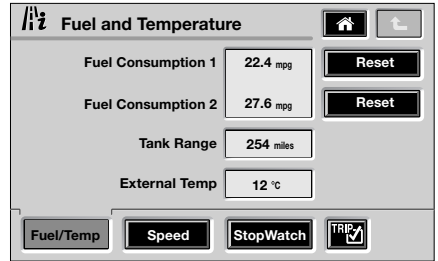 Fuel and Temperature
Fuel Consumption 1 22.4 mpg Reset
Fuel Consumption 2 27.6 mpg Reset
Tank Range 254 miles
External Temp 12 °C
Fuel/Temp Speed StopWatch TRIP